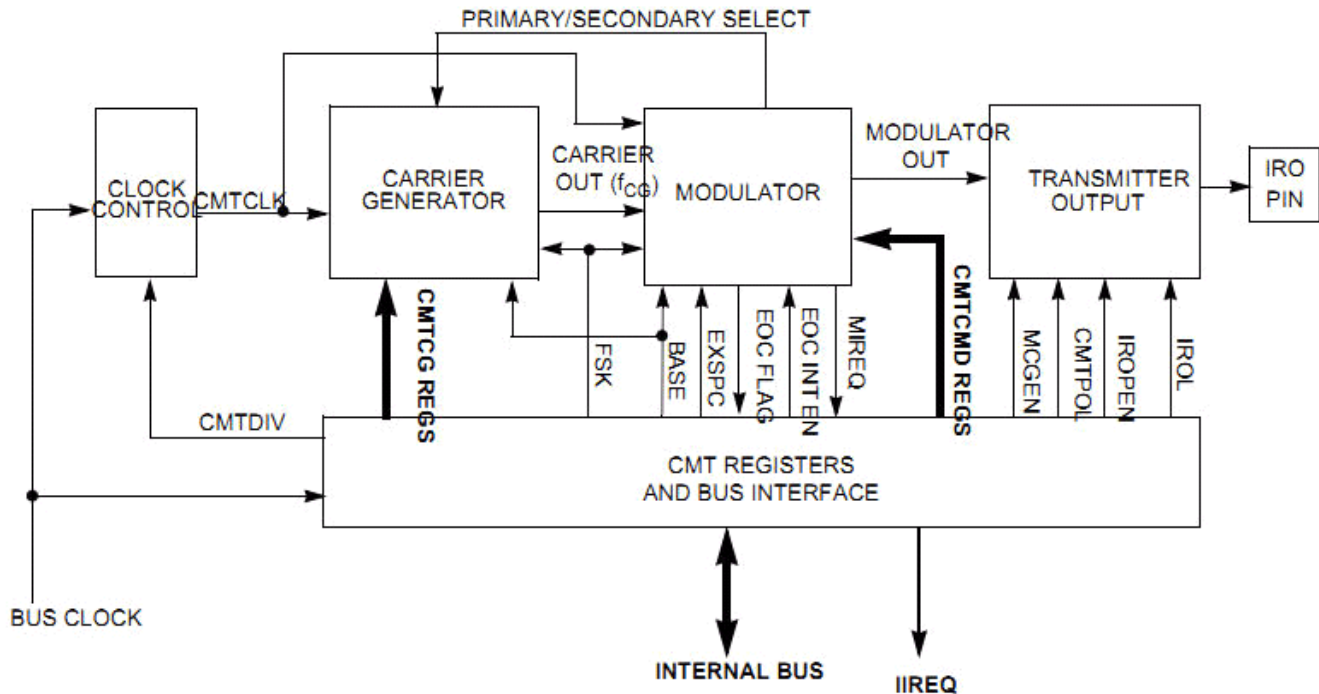 PRIMARY/SECONDARY SELECT
CLOCK
CONTROL
CMTCLK
CARRIER
GENERATOR
CARRIER
OUT (fCG)
MODULATOR
MODULATOR
OUT
TRANSMITTER
OUTPUT
IRO
PIN
CMTCG REGS
FSK
BASE
EXSPC
EOC FLAG
EOC INT EN
MIREQ
CMTCMD REGS
MCGEN
CMTPOL
IROPEN
IROL
CMTDIV
CMT REGISTERS
AND BUS INTERFACE
BUS CLOCK
INTERNAL BUS
IIREQ